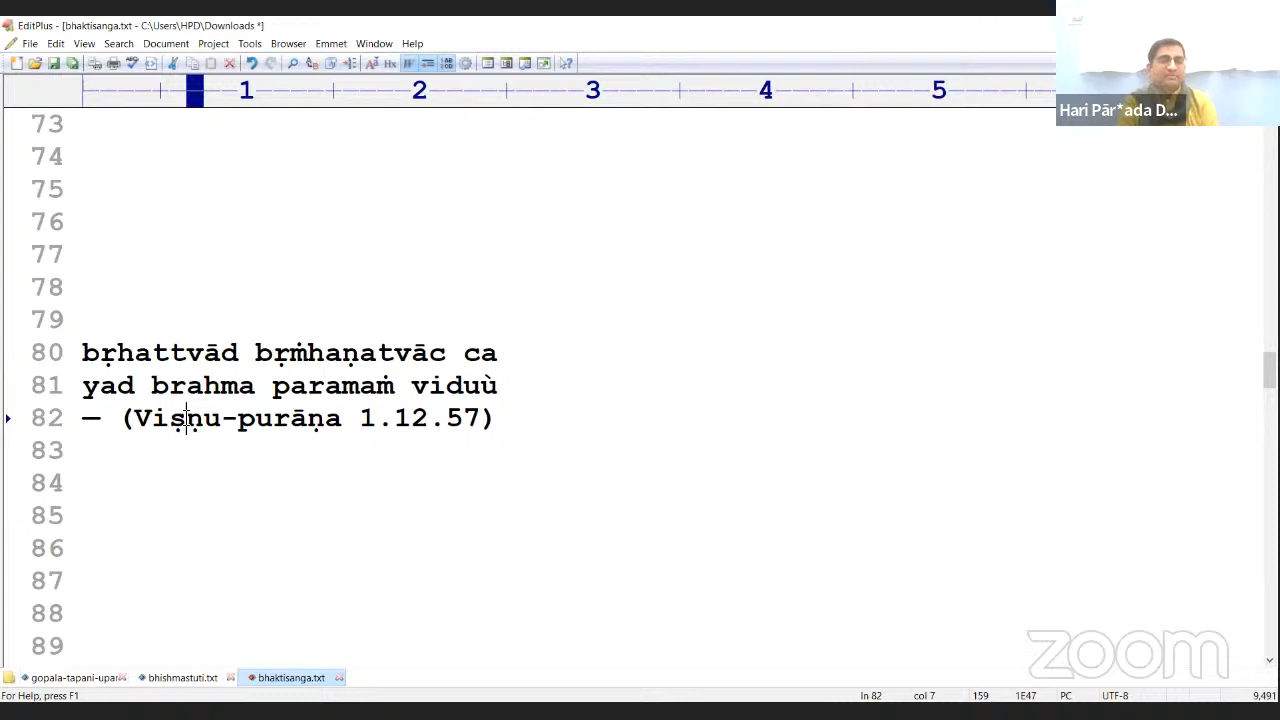 EditPlus - [bhaktisanga.txt - C:\Users\HPD\Downloads *]
File Edit View Search Document Project Tools Browser Emmet Window Help
1 2 3 4 5
Hari Pār*ada D...
73
74
75
76
77
78
79
80 bṛhattvād bṛṁhaṇatvāc ca
81 yad brahma paramaṁ viduù
82 — (Viṣṇu-purāṇa 1.12.57)
83
84
85
86
87
88
89
zoom
gopala-tapani-upar bhishmastuti.txt bhaktisanga.txt
For Help, press F1 ln 82 col 7 159 1E47 PC UTF-8 9,491